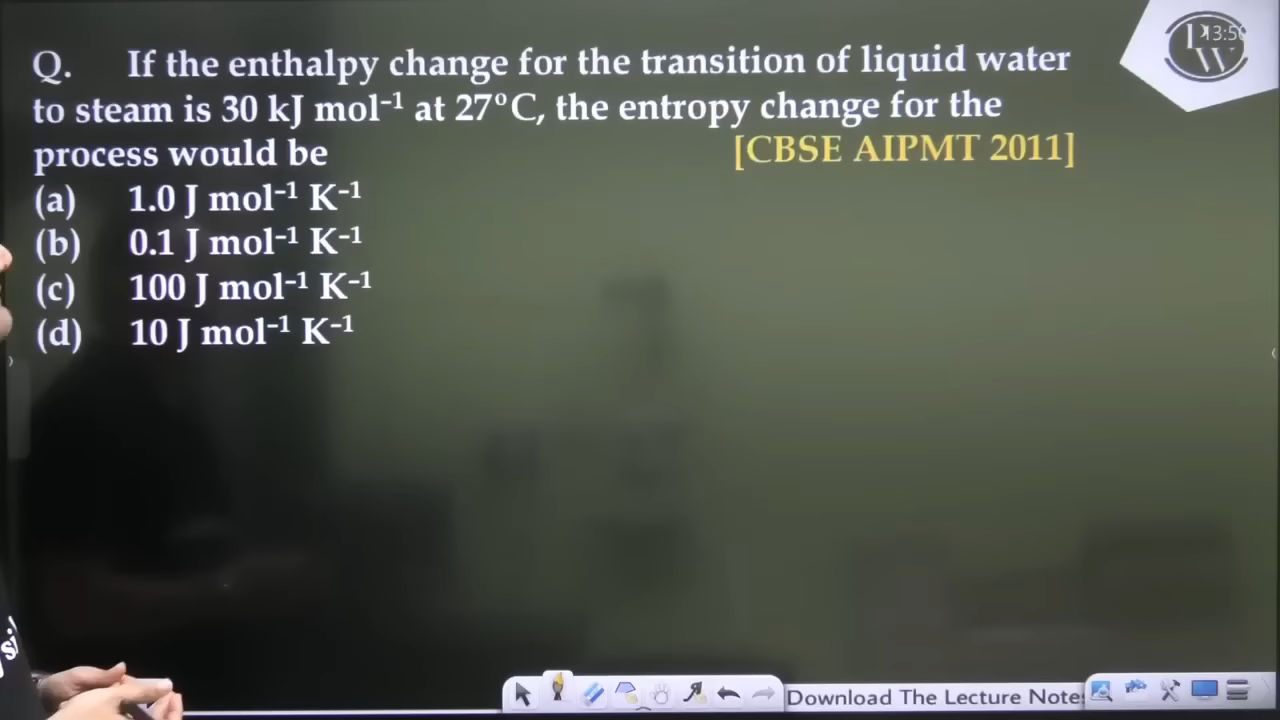 Q. If the enthalpy change for the transition of liquid water
to steam is 30 kJ mol⁻¹ at 27°C, the entropy change for the
process would be [CBSE AIPMT 2011]
(a) 1.0 J mol⁻¹ K⁻¹
(b) 0.1 J mol⁻¹ K⁻¹
(c) 100 J mol⁻¹ K⁻¹
(d) 10 J mol⁻¹ K⁻¹
Download The Lecture Note